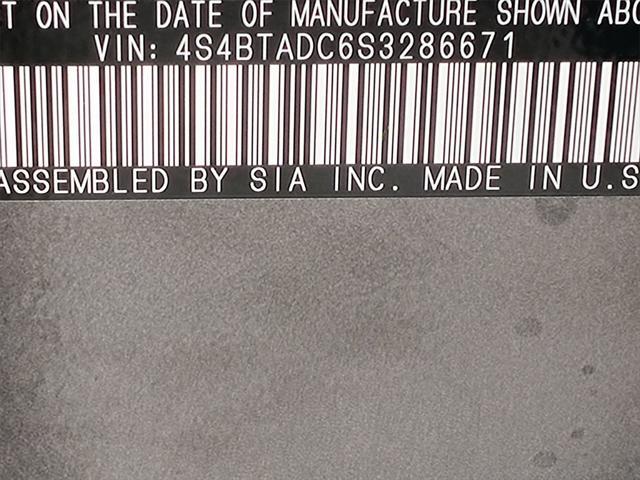 T ON THE DATE OF MANUFACTURE SHOWN ABO
VIN: 4S4BTADC6S3286671
ASSEMBLED BY SIA INC. MADE IN U.S